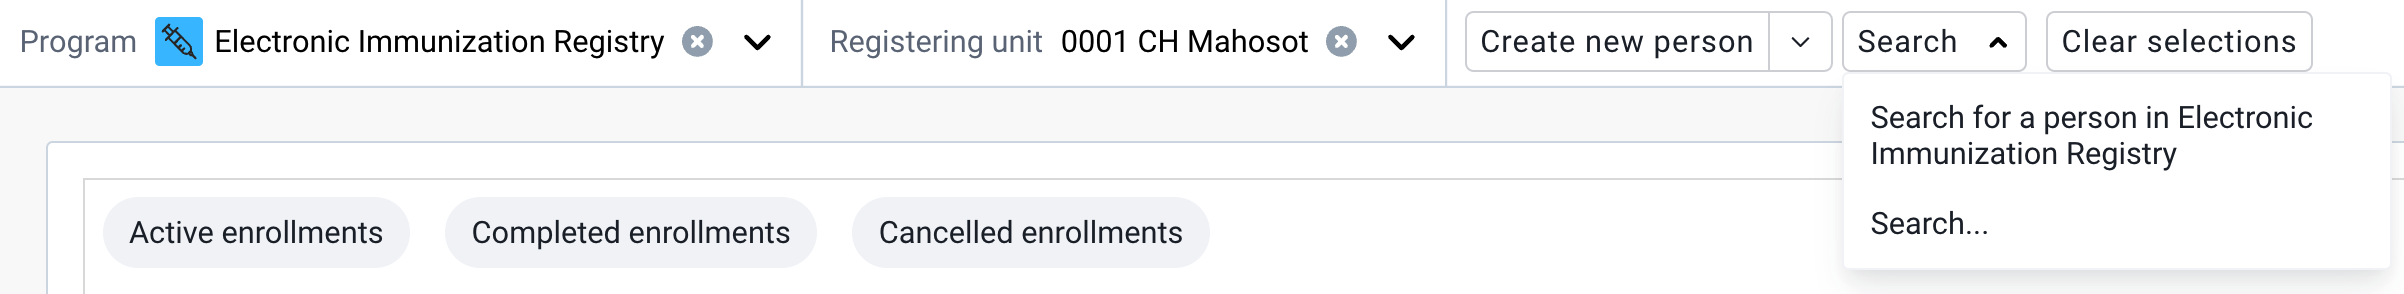 Program Electronic Immunization Registry Registering unit 0001 CH Mahosot Create new person Search Clear selections
Search for a person in Electronic
Immunization Registry
Search...
Active enrollments Completed enrollments Cancelled enrollments